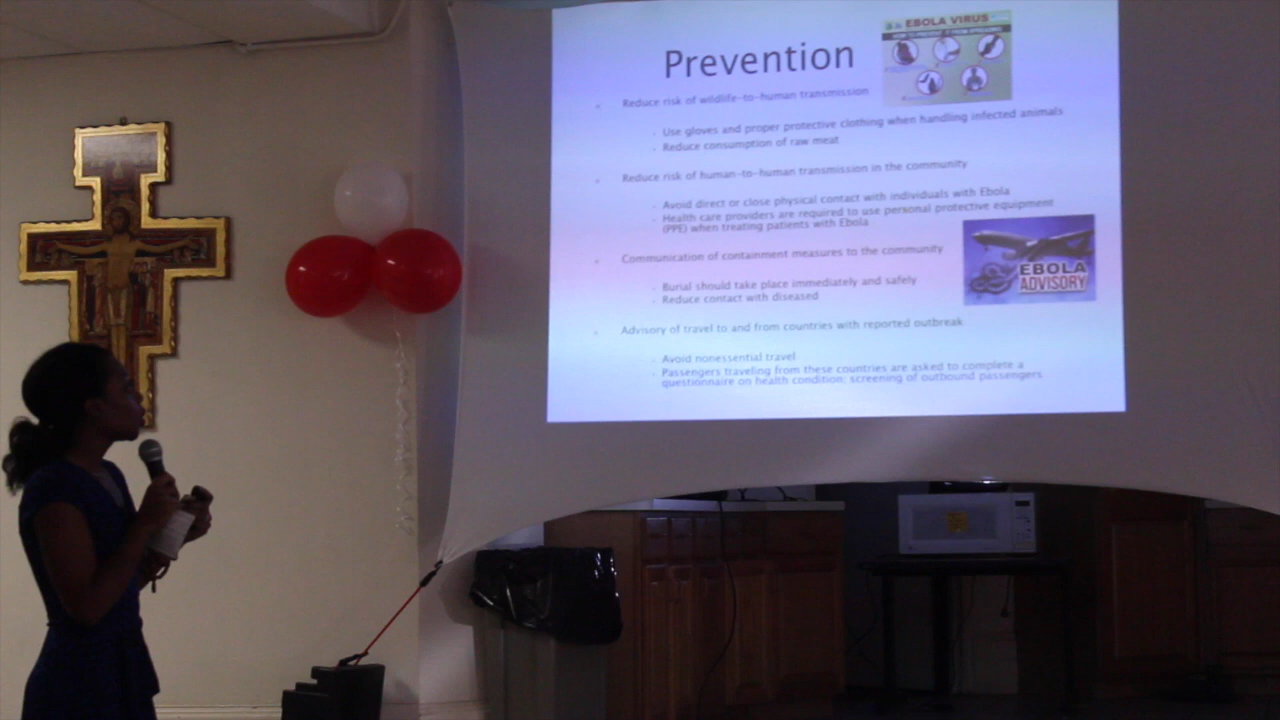 EBOLA VIRUS
Prevention
Reduce risk of wildlife-to-human transmission
Use gloves and proper protective clothing when handling infected animals
Reduce consumption of raw meat
Reduce risk of human-to-human transmission in the community
Avoid direct or close physical contact with individuals with Ebola
Health care providers are required to use personal protective equipment
(PPE) when treating patients with Ebola
Communication of containment measures to the community
EBOLA
ADVISORY
Burial should take place immediately and safely
Reduce contact with diseased
Advisory of travel to and from countries with reported outbreak
Avoid nonessential travel
Passengers traveling from these countries are asked to complete a
questionnaire on health condition; screening of outbound passengers